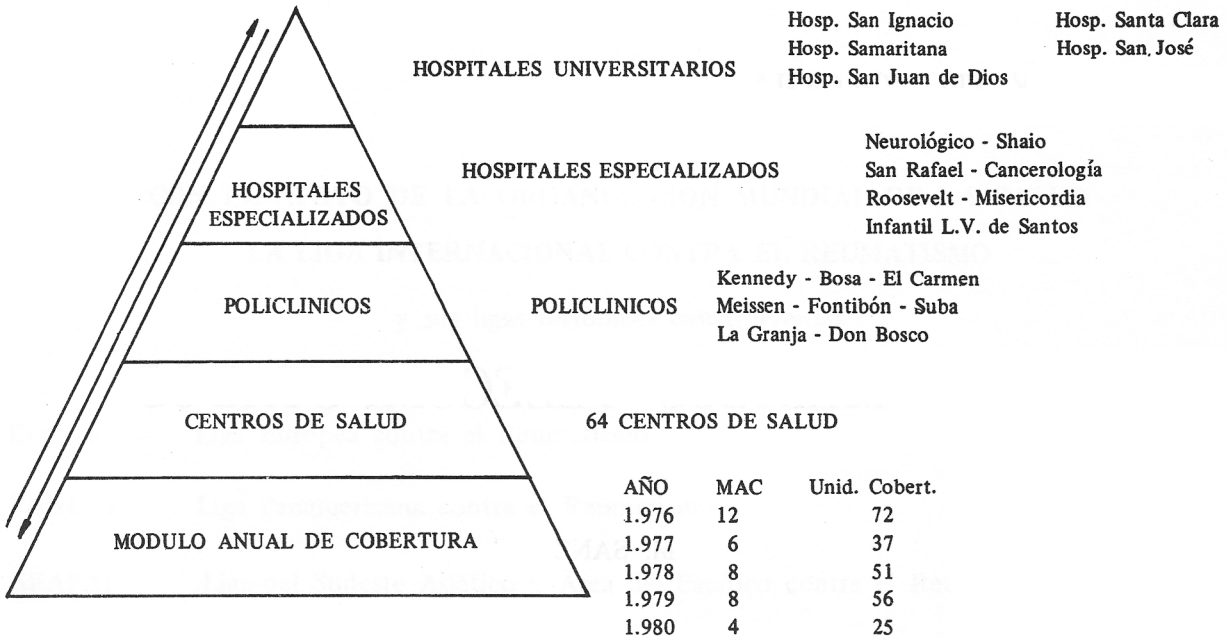 Hosp. San Ignacio Hosp. Santa Clara
HOSPITALES UNIVERSITARIOS Hosp. Samaritana Hosp. San José
Hosp. San Juan de Dios
Neurológico - Shaio
HOSPITALES ESPECIALIZADOS San Rafael - Cancerología
Roosevelt - Misericordia
Infantil L.V. de Santos
HOSPITALES
ESPECIALIZADOS
Kennedy - Bosa - El Carmen
POLICLINICOS POLICLINICOS Meissen - Fontibón - Suba
La Granja - Don Bosco
CENTROS DE SALUD 64 CENTROS DE SALUD
MODULO ANUAL DE COBERTURA
AÑO MAC Unid. Cobert.
1.976 12 72
1.977 6 37
1.978 8 51
1.979 8 56
1.980 4 25